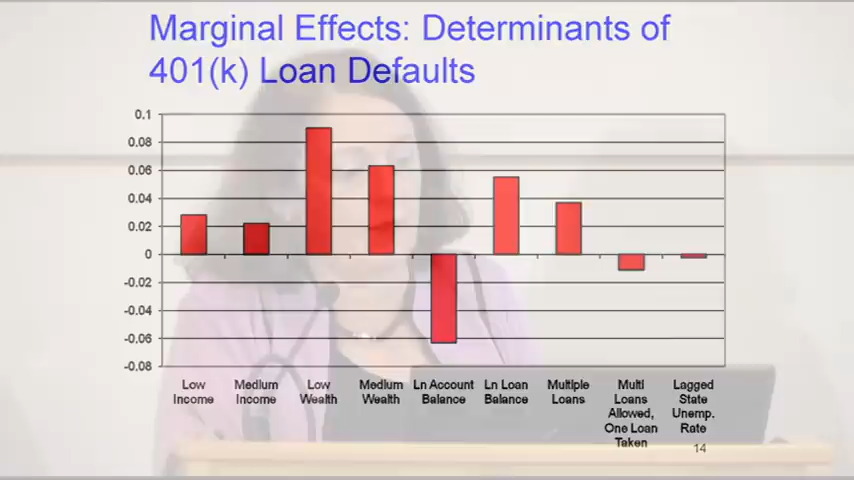 Marginal Effects: Determinants of
401(k) Loan Defaults
0.1
0.08
0.06
0.04
0.02
0
-0.02
-0.04
-0.06
-0.08
Low Income
Medium Income
Low Wealth
Medium Wealth
Ln Account Balance
Ln Loan Balance
Multiple Loans
Multi Loans Allowed, One Loan Taken
Lagged State Unemp. Rate
14